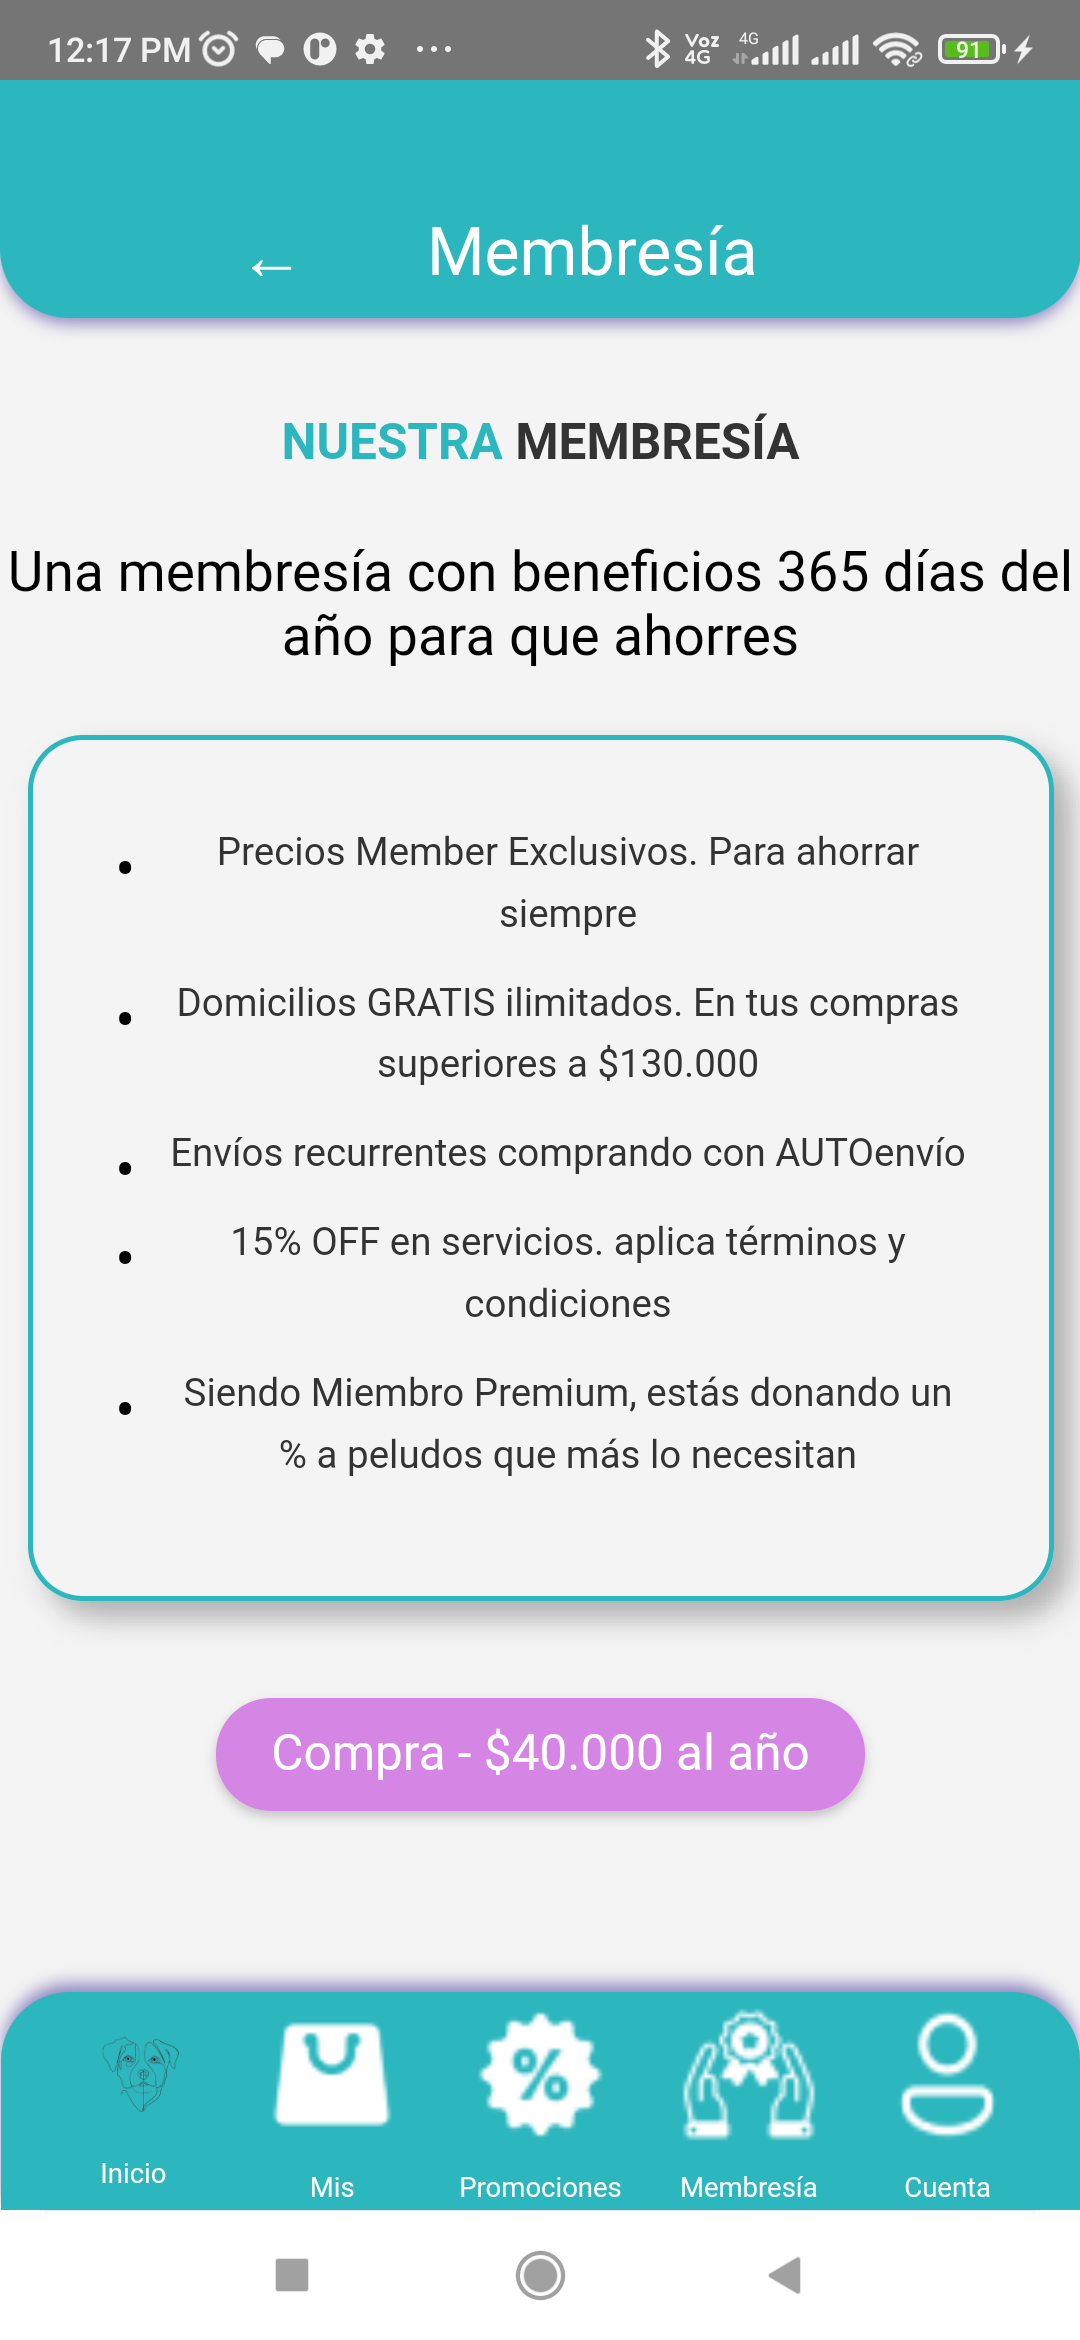 12:17 PM
Voz
4G
4G
91
← Membresía
NUESTRA MEMBRESÍA
Una membresía con beneficios 365 días del
año para que ahorres
• Precios Member Exclusivos. Para ahorrar
siempre
• Domicilios GRATIS ilimitados. En tus compras
superiores a $130.000
• Envíos recurrentes comprando con AUTOenvío
• 15% OFF en servicios. aplica términos y
condiciones
• Siendo Miembro Premium, estás donando un
% a peludos que más lo necesitan
Compra - $40.000 al año
%
Inicio
Mis
Promociones
Membresía
Cuenta